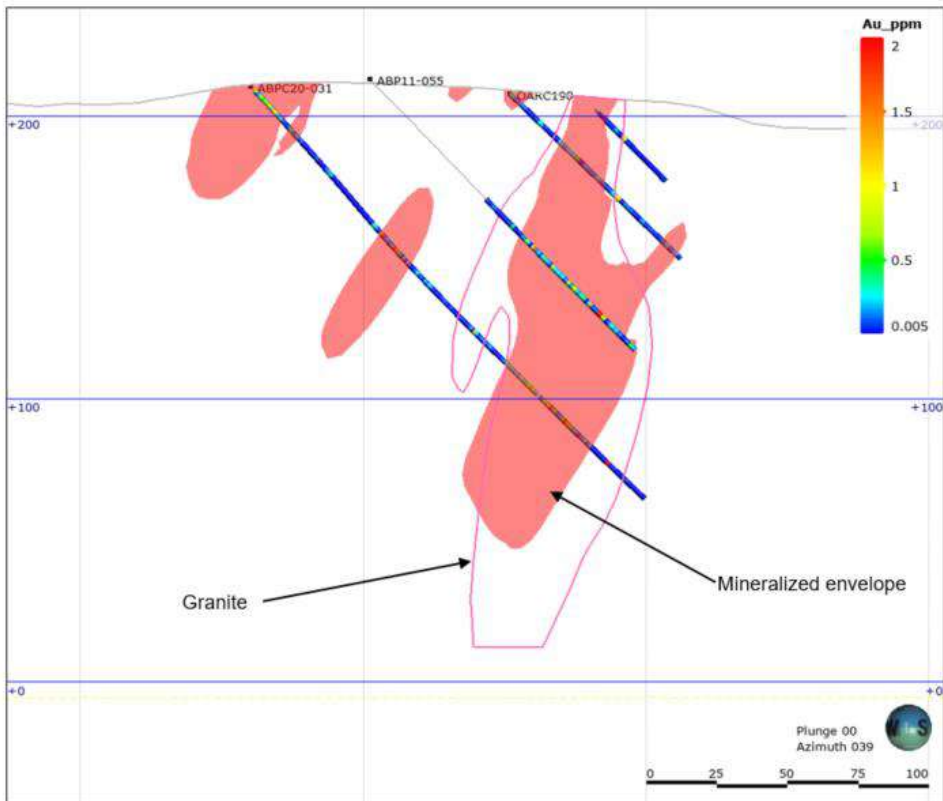 Au_ppm
2
1.5
1
0.5
0.005
ABPC20-031
ABP11-055
OARC190
+200
+200
+100
+100
Granite
Mineralized envelope
+0
+0
Plunge 00
Azimuth 039
0 25 50 75 100